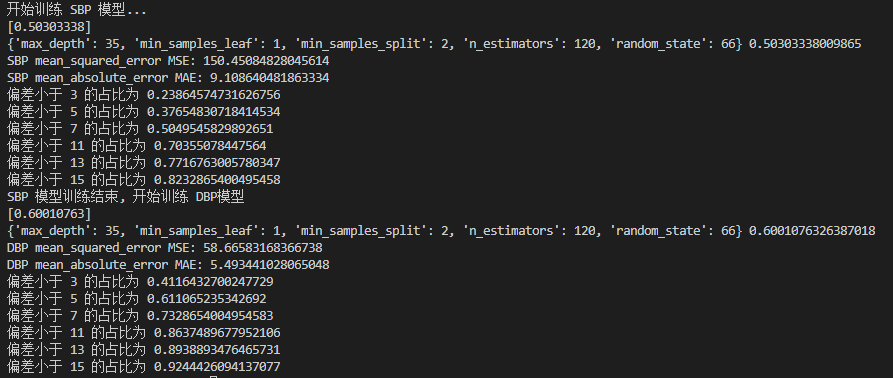 开始训练 SBP 模型...
[0.50303338]
{'max_depth': 35, 'min_samples_leaf': 1, 'min_samples_split': 2, 'n_estimators': 120, 'random_state': 66} 0.50303338009865
SBP mean_squared_error MSE: 150.45084828045614
SBP mean_absolute_error MAE: 9.108640481863334
偏差小于 3 的占比为 0.23864574731626756
偏差小于 5 的占比为 0.37654830718414534
偏差小于 7 的占比为 0.5049545829892651
偏差小于 11 的占比为 0.70355078447564
偏差小于 13 的占比为 0.7716763005780347
偏差小于 15 的占比为 0.8232865400495458
SBP 模型训练结束, 开始训练 DBP模型
[0.60010763]
{'max_depth': 35, 'min_samples_leaf': 1, 'min_samples_split': 2, 'n_estimators': 120, 'random_state': 66} 0.6001076326387018
DBP mean_squared_error MSE: 58.66583168366738
DBP mean_absolute_error MAE: 5.493441028065048
偏差小于 3 的占比为 0.4116432700247729
偏差小于 5 的占比为 0.611065235342692
偏差小于 7 的占比为 0.7328654004954583
偏差小于 11 的占比为 0.8637489677952106
偏差小于 13 的占比为 0.8938893476465731
偏差小于 15 的占比为 0.9244426094137077